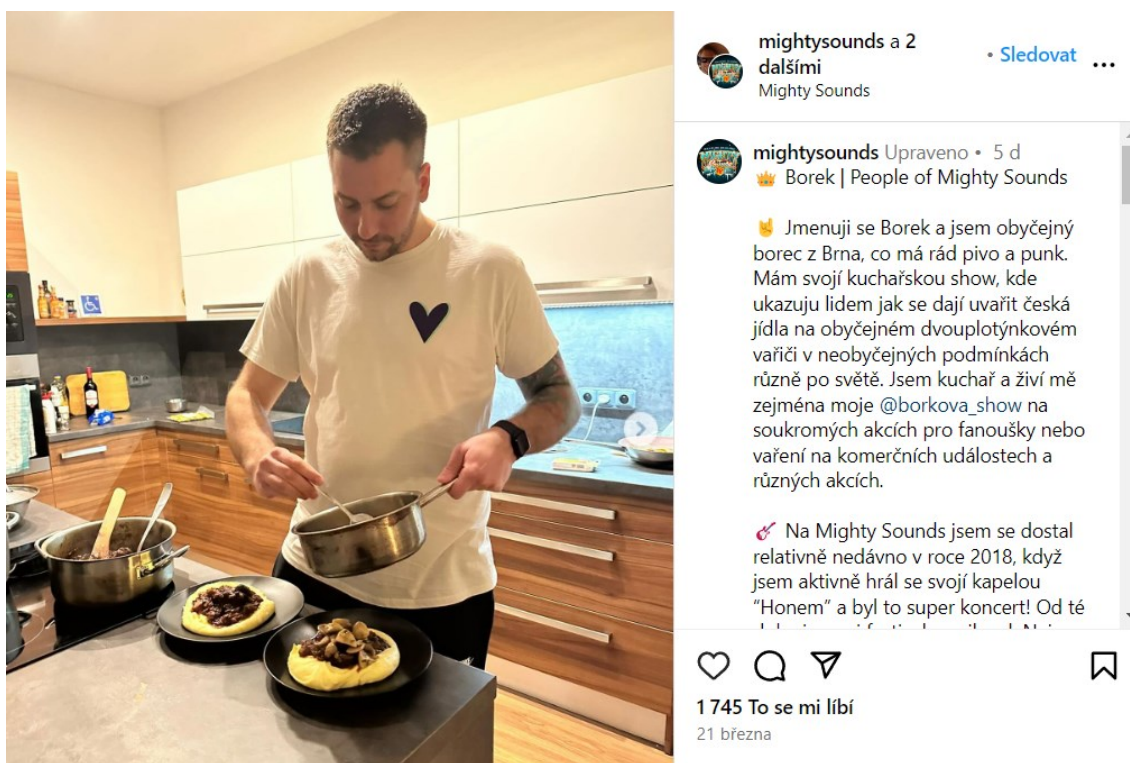 mightysounds a 2
dalšími
• Sledovat
Mighty Sounds
mightysounds Upraveno • 5 d
Borek | People of Mighty Sounds
Jmenuji se Borek a jsem obyčejný
borec z Brna, co má rád pivo a punk.
Mám svojí kuchařskou show, kde
ukazuju lidem jak se dají uvařit česká
jídla na obyčejném dvouplotýnkovém
vařiči v neobyčejných podmínkách
různě po světě. Jsem kuchař a živí mě
zejména moje @borkova_show na
soukromých akcích pro fanoušky nebo
vaření na komerčních událostech a
různých akcích.
Na Mighty Sounds jsem se dostal
relativně nedávno v roce 2018, když
jsem aktivně hrál se svojí kapelou
“Honem” a byl to super koncert! Od té
1 745 To se mi líbí
21 března